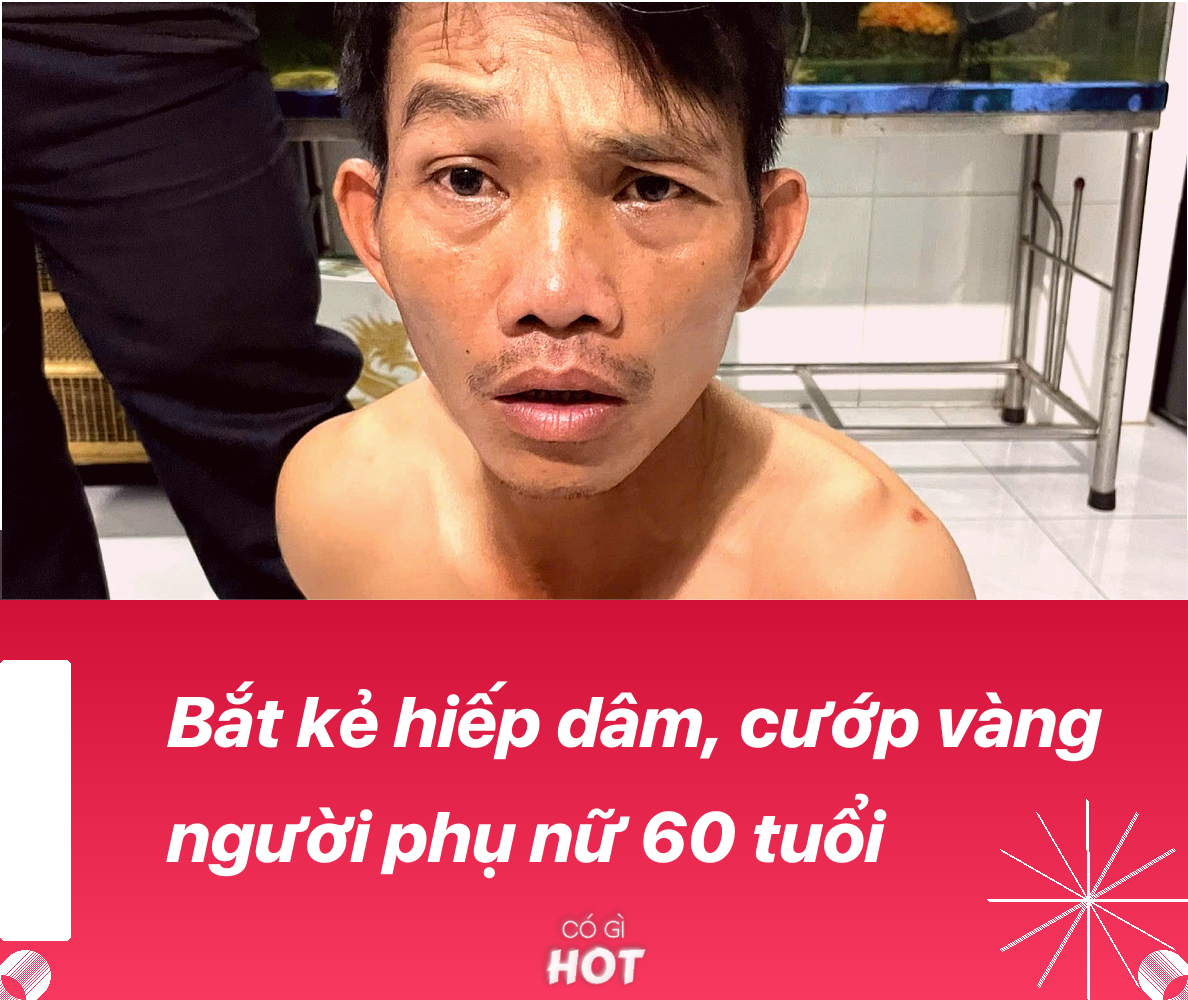 Bắt kẻ hiếp dâm, cướp vàng
người phụ nữ 60 tuổi
CÓ GÌ
HOT